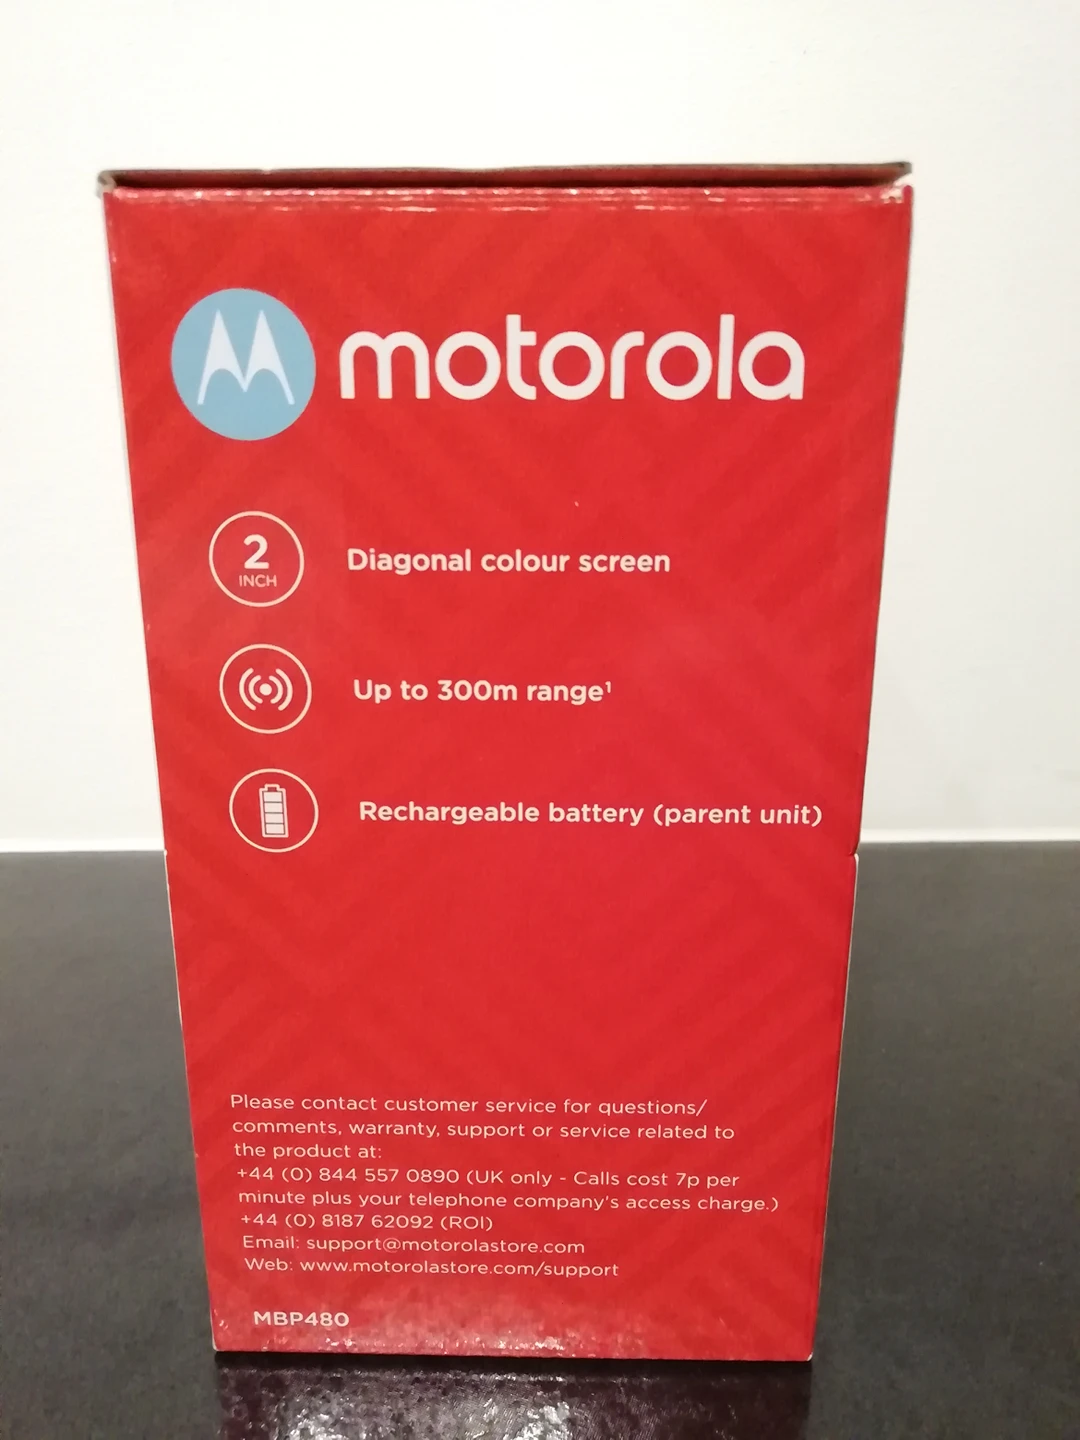 motorola
2
INCH
Diagonal colour screen
Up to 300m range¹
Rechargeable battery (parent unit)
Please contact customer service for questions/
comments, warranty, support or service related to
the product at:
+44 (0) 844 557 0890 (UK only - Calls cost 7p per
minute plus your telephone company's access charge.)
+44 (0) 8187 62092 (ROI)
Email: support@motorolastore.com
Web: www.motorolastore.com/support
MBP480